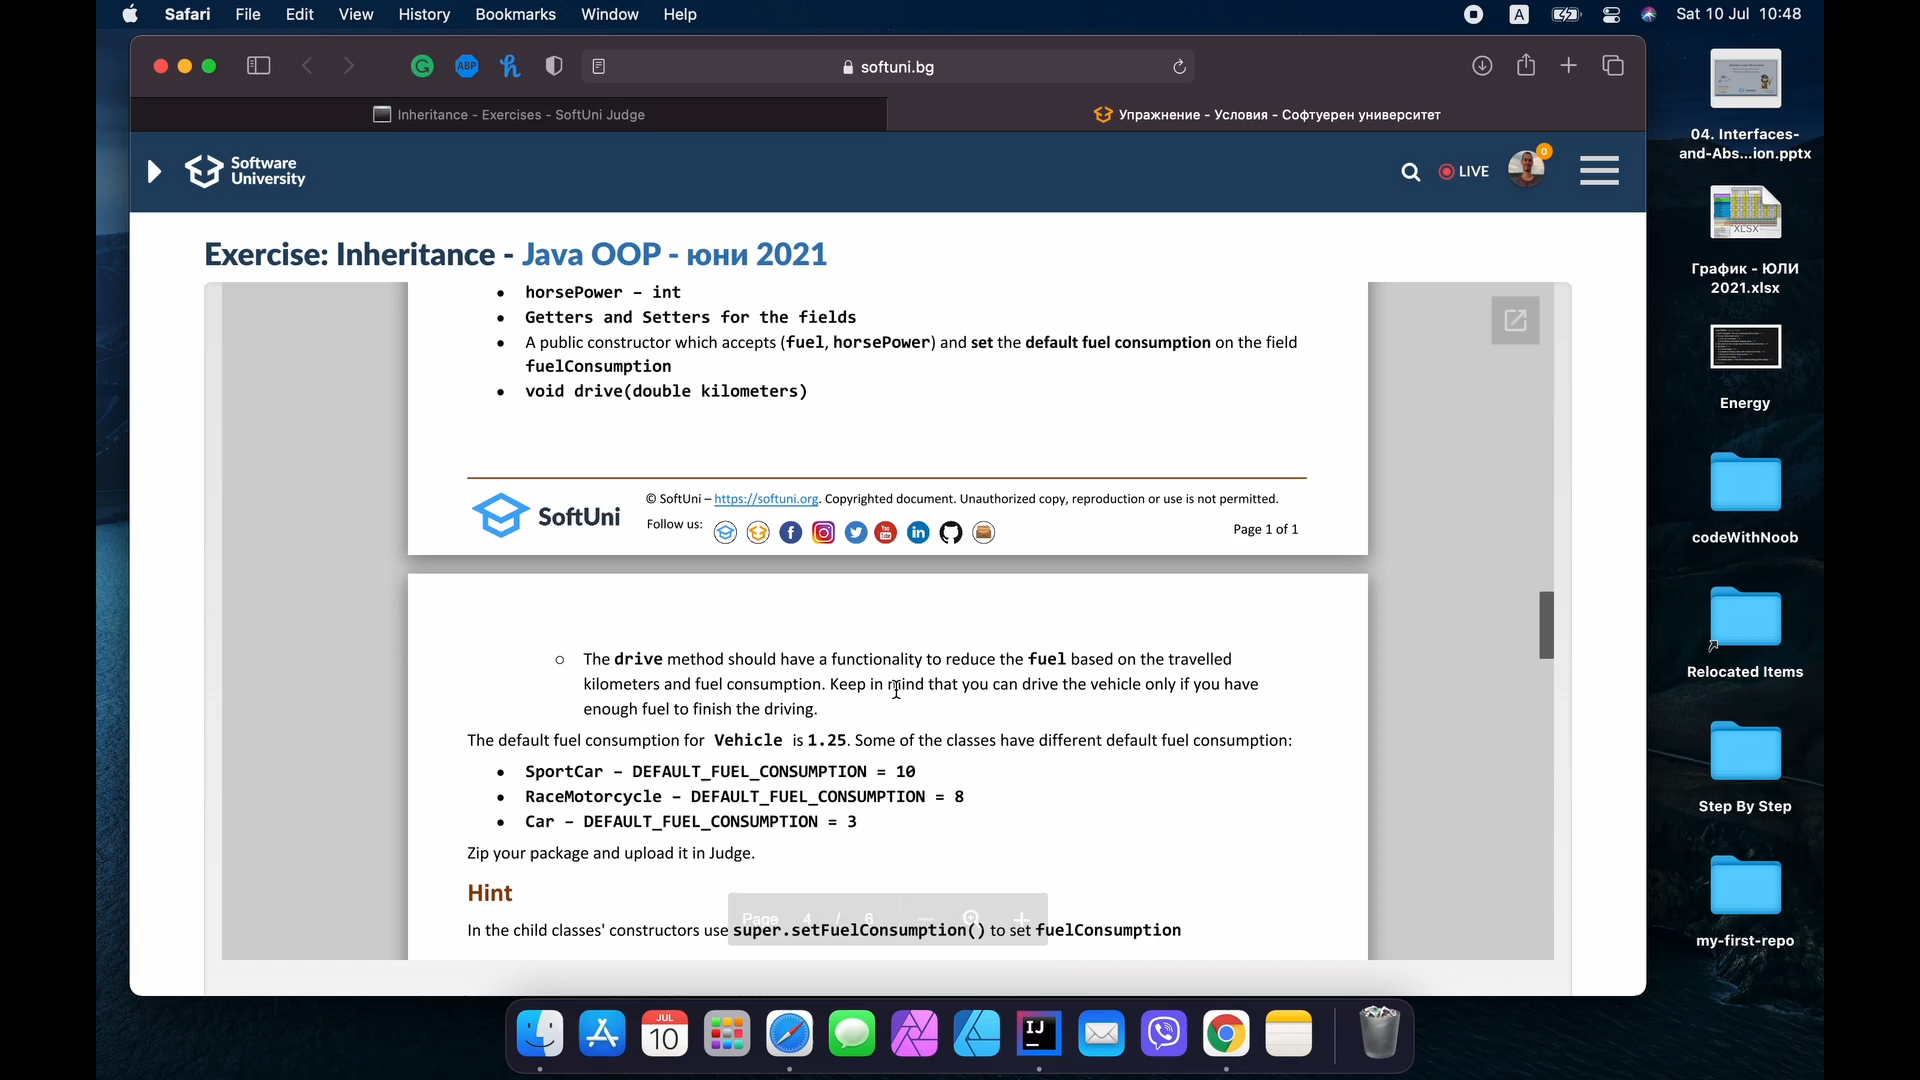 Safari File Edit View History Bookmarks Window Help
A
Sat 10 Jul 10:48
ABP
softuni.bg
Inheritance - Exercises - SoftUni Judge
Упражнение - Условия - Софтуерен университет
Software
University
LIVE
0
Exercise: Inheritance - Java OOP - юни 2021
• horsePower – int
• Getters and Setters for the fields
• A public constructor which accepts (fuel, horsePower) and set the default fuel consumption on the field
fuelConsumption
• void drive(double kilometers)
SoftUni
© SoftUni – https://softuni.org. Copyrighted document. Unauthorized copy, reproduction or use is not permitted.
Follow us:
Page 1 of 1
○ The drive method should have a functionality to reduce the fuel based on the travelled
kilometers and fuel consumption. Keep in mind that you can drive the vehicle only if you have
enough fuel to finish the driving.
The default fuel consumption for Vehicle is 1.25. Some of the classes have different default fuel consumption:
• SportCar – DEFAULT_FUEL_CONSUMPTION = 10
• RaceMotorcycle – DEFAULT_FUEL_CONSUMPTION = 8
• Car – DEFAULT_FUEL_CONSUMPTION = 3
Zip your package and upload it in Judge.
Hint
Page 4 / 6
In the child classes' constructors use super.setFuelConsumption() to set fuelConsumption
04. Interfaces-
and-Abs...ion.pptx
XLSX
График - ЮЛИ
2021.xlsx
Energy
codeWithNoob
Relocated Items
Step By Step
my-first-repo
JUL
10
IJ